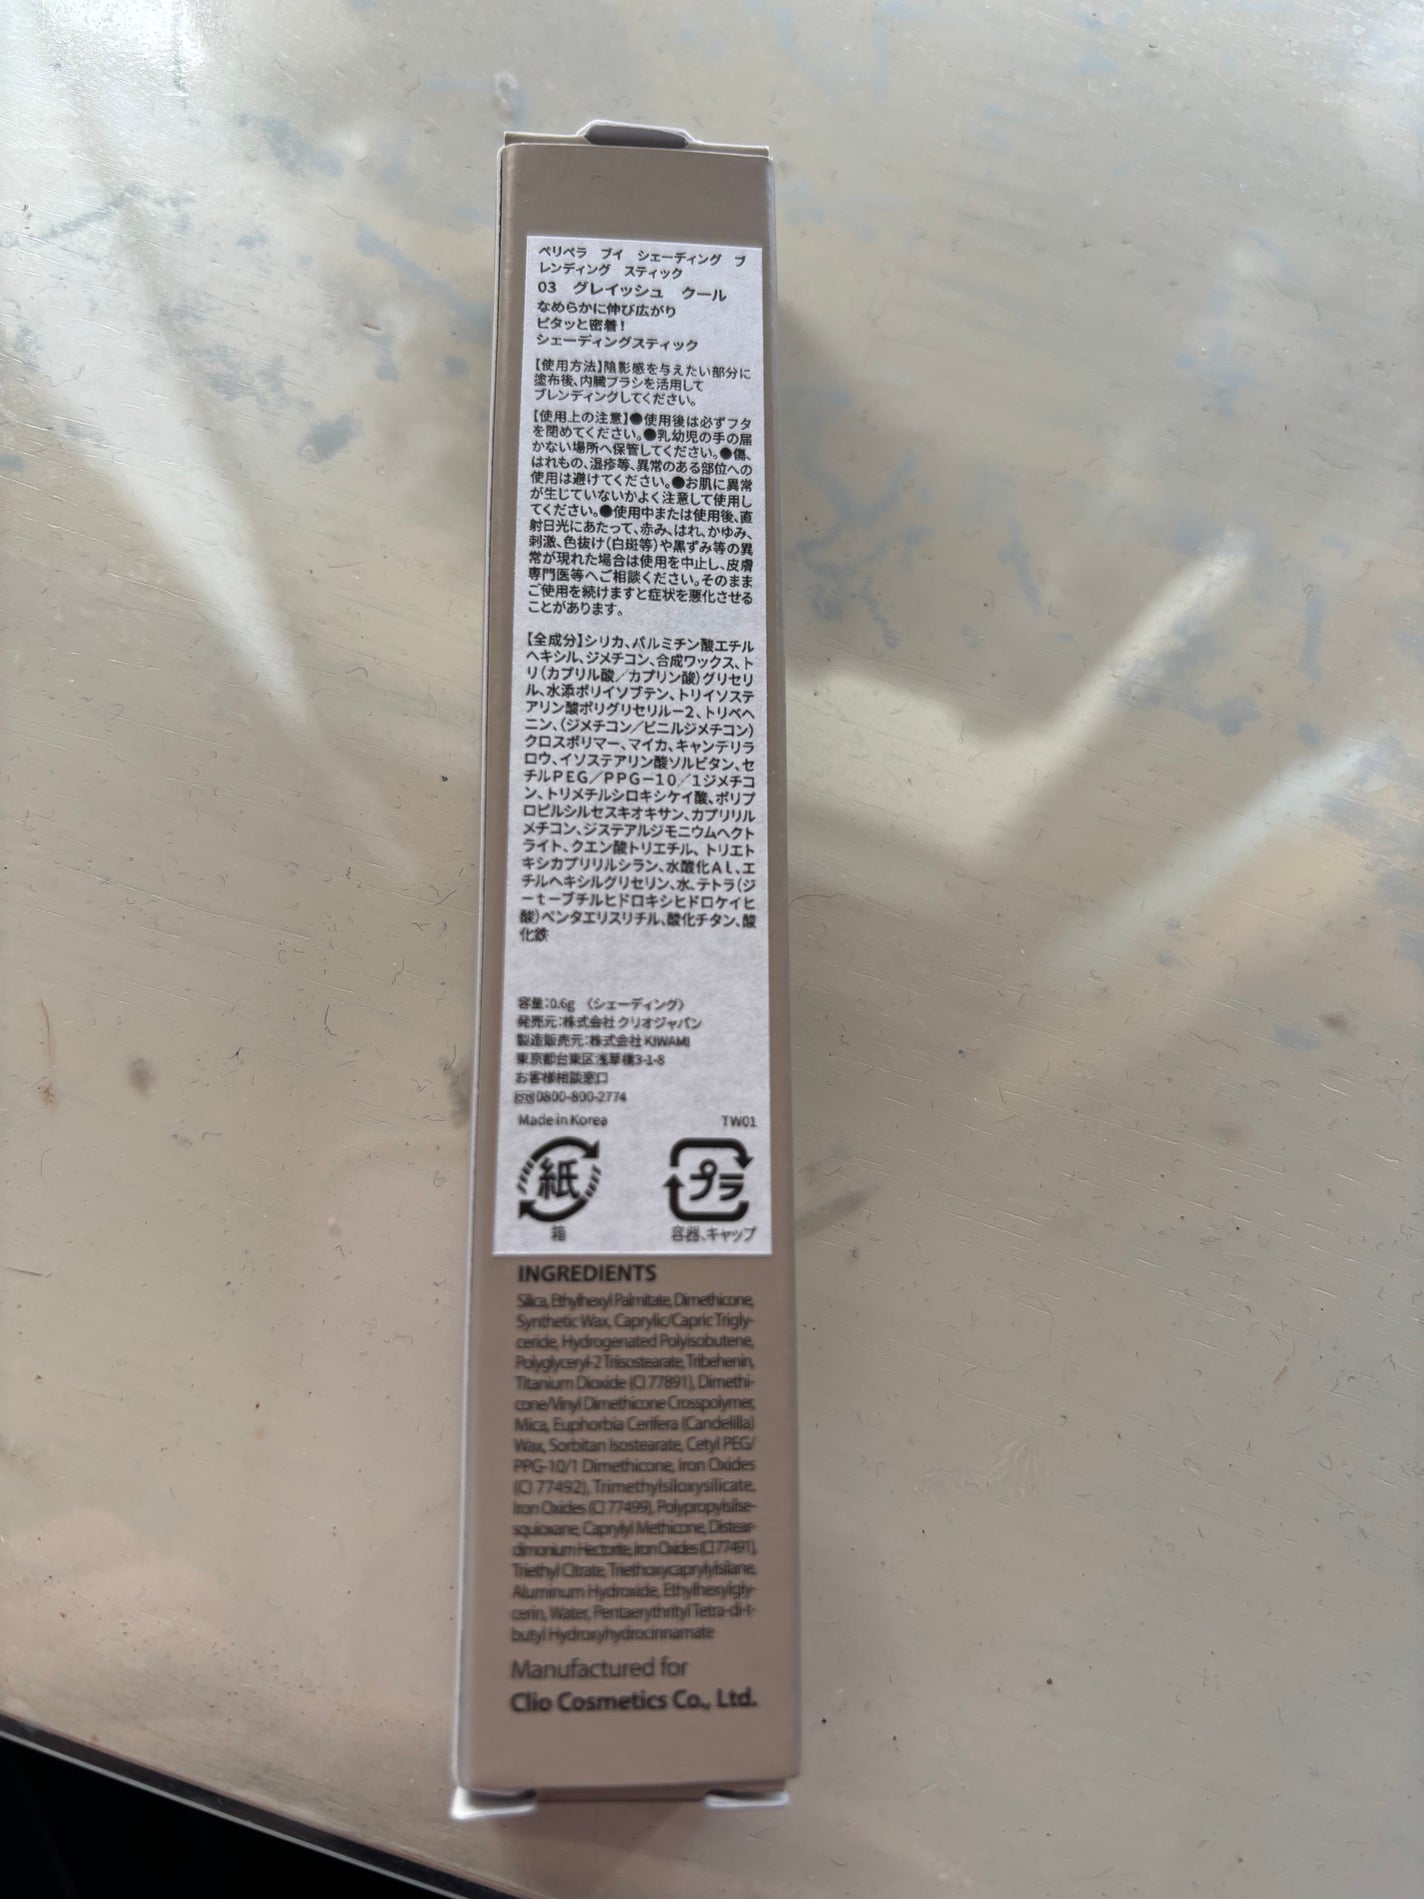 ペリペラ ブイ シェーディング ブ
レンディング スティック
03 グレイッシュ クール
なめらかに伸び広がり
ピタッと密着!
シェーディングスティック
【使用方法】陰影感を与えたい部分に
塗布後、内臓ブラシを活用して
ブレンディングしてください。
【使用上の注意】●使用後は必ずフタ
を閉めてください。●乳幼児の手の届
かない場所へ保管してください。●傷、
はれもの、湿疹等、異常のある部位への
使用は避けてください。●お肌に異常
が生じていないかよく注意して使用し
てください。●使用中または使用後、直
射日光にあたって、赤み、はれ、かゆみ、
刺激、色抜け(白斑等)や黒ずみ等の異
常が現れた場合は使用を中止し、皮膚
専門医等へご相談ください。そのまま
ご使用を続けますと症状を悪化させる
ことがあります。
【全成分】シリカ、パルミチン酸エチル
ヘキシル、ジメチコン、合成ワックス、ト
リ(カプリル酸/カプリン酸)グリセリ
ル、水添ポリイソブテン、トリイソステ
アリン酸ポリグリセリル-2、トリベヘ
ニン、(ジメチコン/ビニルジメチコン)
クロスポリマー、マイカ、キャンデリラ
ロウ、イソステアリン酸ソルビタン、セ
チルPEG/PPG-10/1ジメチコ
ン、トリメチルシロキシケイ酸、ポリプ
ロピルシルセスキオキサン、カプリリル
メチコン、ジステアルジモニウムヘクト
ライト、クエン酸トリエチル、トリエト
キシカプリリルシラン、水酸化Al、エ
チルヘキシルグリセリン、水、テトラ(ジ
-t-ブチルヒドロキシヒドロケイヒ
酸)ペンタエリスリチル、酸化チタン、酸
化鉄
容量:0.6g 〈シェーディング〉
発売元:株式会社 クリオジャパン
製造販売元:株式会社 KIWAMI
東京都台東区浅草橋3-1-8
お客様相談窓口
0800-800-2774
Made in Korea TW01
紙 プラ
箱 容器、キャップ
INGREDIENTS
Silica, Ethylhexyl Palmitate, Dimethicone,
Synthetic Wax, Caprylic/Capric Trigly-
ceride, Hydrogenated Polyisobutene,
Polyglyceryl-2 Triisostearate, Tribehenin,
Titanium Dioxide (CI 77891), Dimethi-
cone/Vinyl Dimethicone Crosspolymer,
Mica, Euphorbia Cerifera (Candelilla)
Wax, Sorbitan Isostearate, Cetyl PEG/
PPG-10/1 Dimethicone, Iron Oxides
(CI 77492), Trimethylsiloxysilicate,
Iron Oxides (CI 77499), Polypropylsilse-
squioxane, Caprylyl Methicone, Distear-
dimonium Hectorite, Iron Oxides (CI 77491),
Triethyl Citrate, Triethoxycaprylylsilane,
Aluminum Hydroxide, Ethylhexylgly-
cerin, Water, Pentaerythrityl Tetra-di-t-
butyl Hydroxyhydrocinnamate
Manufactured for
Clio Cosmetics Co., Ltd.